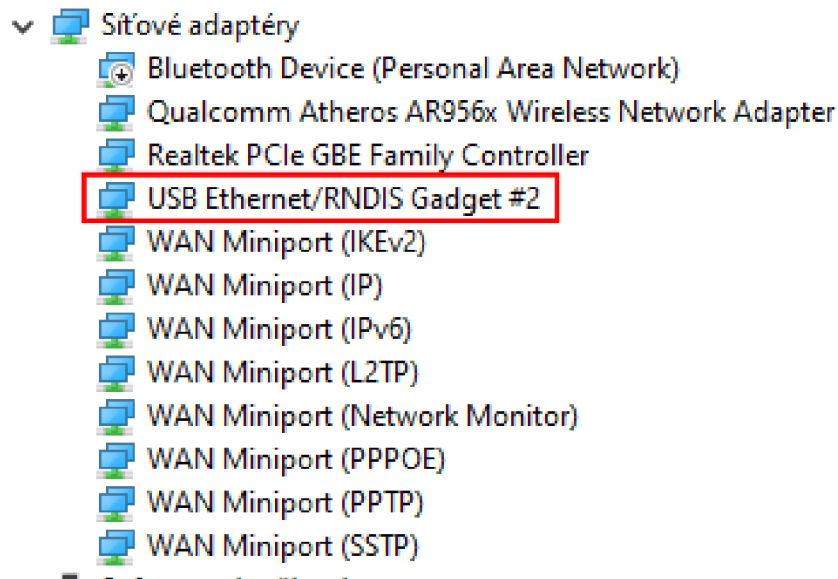 Síťové adaptéry
Bluetooth Device (Personal Area Network)
Qualcomm Atheros AR956x Wireless Network Adapter
Realtek PCIe GBE Family Controller
USB Ethernet/RNDIS Gadget #2
WAN Miniport (IKEv2)
WAN Miniport (IP)
WAN Miniport (IPv6)
WAN Miniport (L2TP)
WAN Miniport (Network Monitor)
WAN Miniport (PPPOE)
WAN Miniport (PPTP)
WAN Miniport (SSTP)